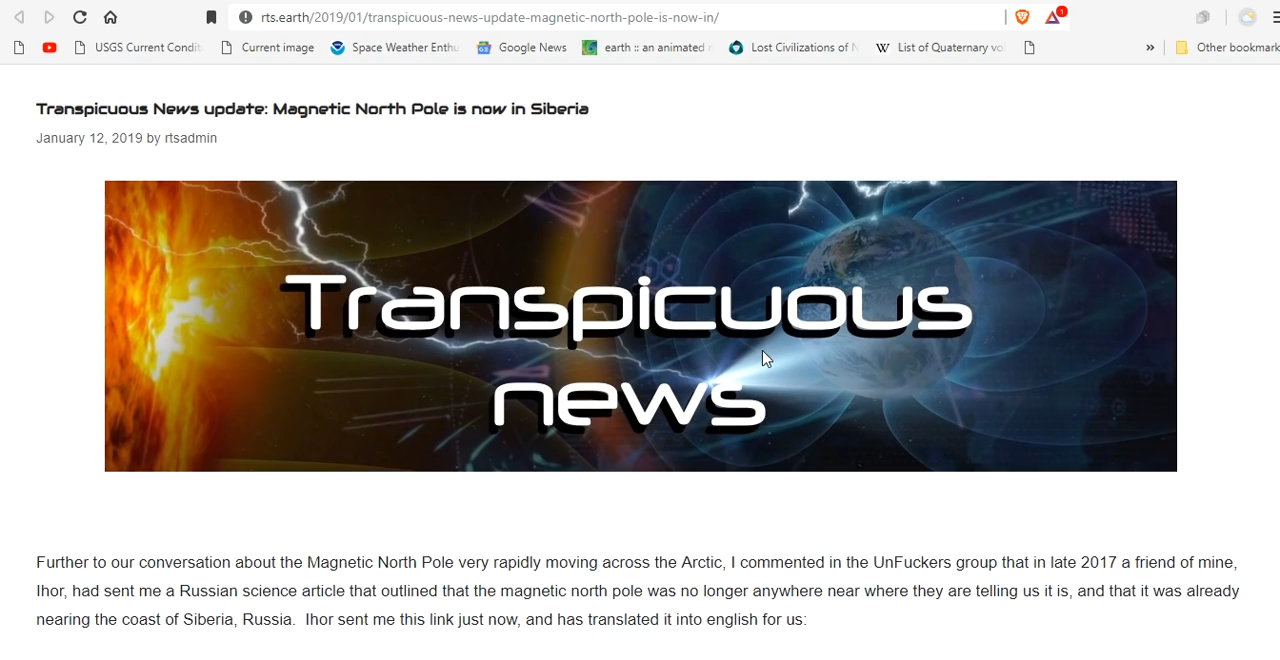 rts.earth/2019/01/transpicuous-news-update-magnetic-north-pole-is-now-in/
1
USGS Current Condit
Current image
Space Weather Enthu
Google News
earth :: an animated
Lost Civilizations of N
W List of Quaternary vo
»
Other bookmark
Transpicuous News update: Magnetic North Pole is now in Siberia
January 12, 2019 by rtsadmin
Transpicuous
news
Further to our conversation about the Magnetic North Pole very rapidly moving across the Arctic, I commented in the UnFuckers group that in late 2017 a friend of mine,
Ihor, had sent me a Russian science article that outlined that the magnetic north pole was no longer anywhere near where they are telling us it is, and that it was already
nearing the coast of Siberia, Russia.  Ihor sent me this link just now, and has translated it into english for us: